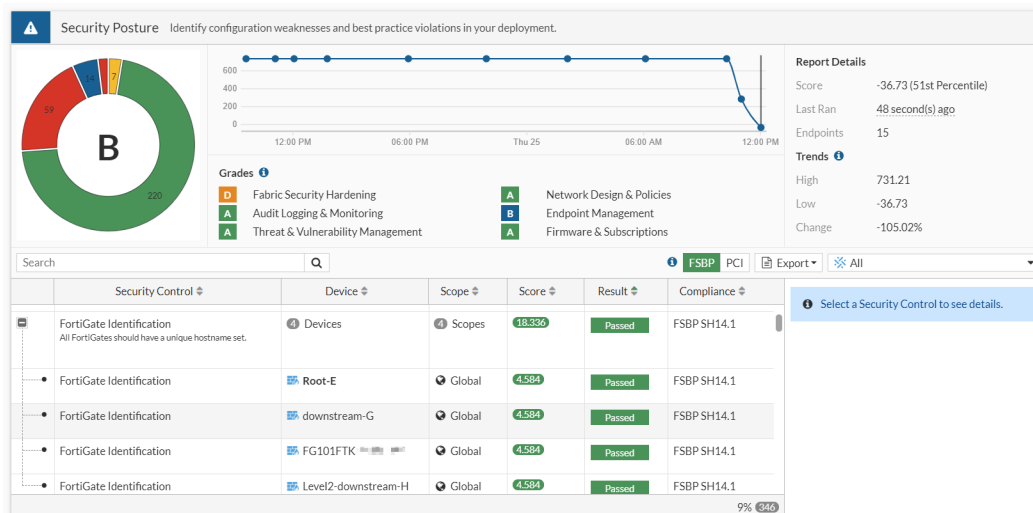 Security Posture Identify configuration weaknesses and best practice violations in your deployment.
7
14
59
220
B
600
400
200
0
12:00 PM 06:00 PM Thu 25 06:00 AM 12:00 PM
Grades
D Fabric Security Hardening
A Audit Logging & Monitoring
A Threat & Vulnerability Management
A Network Design & Policies
B Endpoint Management
A Firmware & Subscriptions
Report Details
Score -36.73 (51st Percentile)
Last Ran 48 second(s) ago
Endpoints 15
Trends
High 731.21
Low -36.73
Change -105.02%
Search FSBP PCI Export All
Security Control Device Scope Score Result Compliance
FortiGate Identification 4 Devices 4 Scopes 18.336 Passed FSBP SH14.1
All FortiGates should have a unique hostname set.
FortiGate Identification Root-E Global 4.584 Passed FSBP SH14.1
FortiGate Identification downstream-G Global 4.584 Passed FSBP SH14.1
FortiGate Identification FG101FTK Global 4.584 Passed FSBP SH14.1
FortiGate Identification Level2-downstream-H Global 4.584 Passed FSBP SH14.1
9% 346
Select a Security Control to see details.